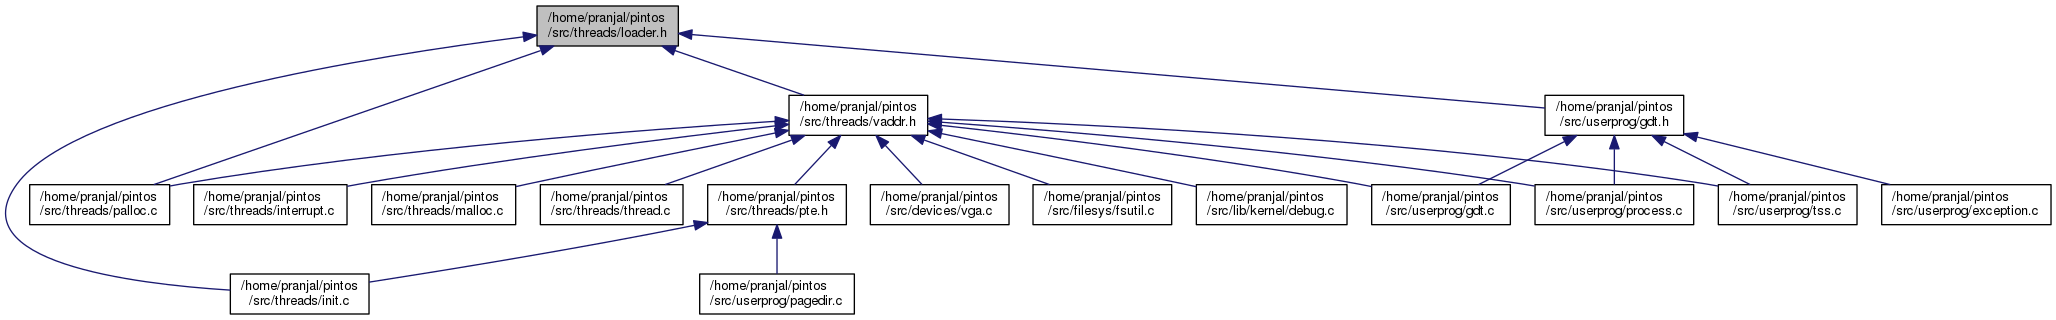 /home/pranjal/pintos
/src/threads/loader.h
/home/pranjal/pintos
/src/threads/vaddr.h
/home/pranjal/pintos
/src/userprog/gdt.h
/home/pranjal/pintos
/src/threads/palloc.c
/home/pranjal/pintos
/src/threads/interrupt.c
/home/pranjal/pintos
/src/threads/malloc.c
/home/pranjal/pintos
/src/threads/thread.c
/home/pranjal/pintos
/src/threads/pte.h
/home/pranjal/pintos
/src/devices/vga.c
/home/pranjal/pintos
/src/filesys/fsutil.c
/home/pranjal/pintos
/src/lib/kernel/debug.c
/home/pranjal/pintos
/src/userprog/gdt.c
/home/pranjal/pintos
/src/userprog/process.c
/home/pranjal/pintos
/src/userprog/tss.c
/home/pranjal/pintos
/src/userprog/exception.c
/home/pranjal/pintos
/src/threads/init.c
/home/pranjal/pintos
/src/userprog/pagedir.c